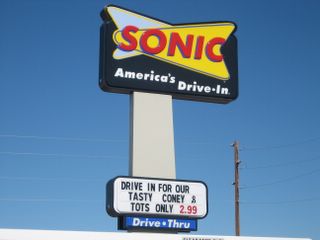 SONIC
America's Drive-In.
DRIVE IN FOR OUR
TASTY CONEY &
TOTS ONLY 2.99
Drive-Thru